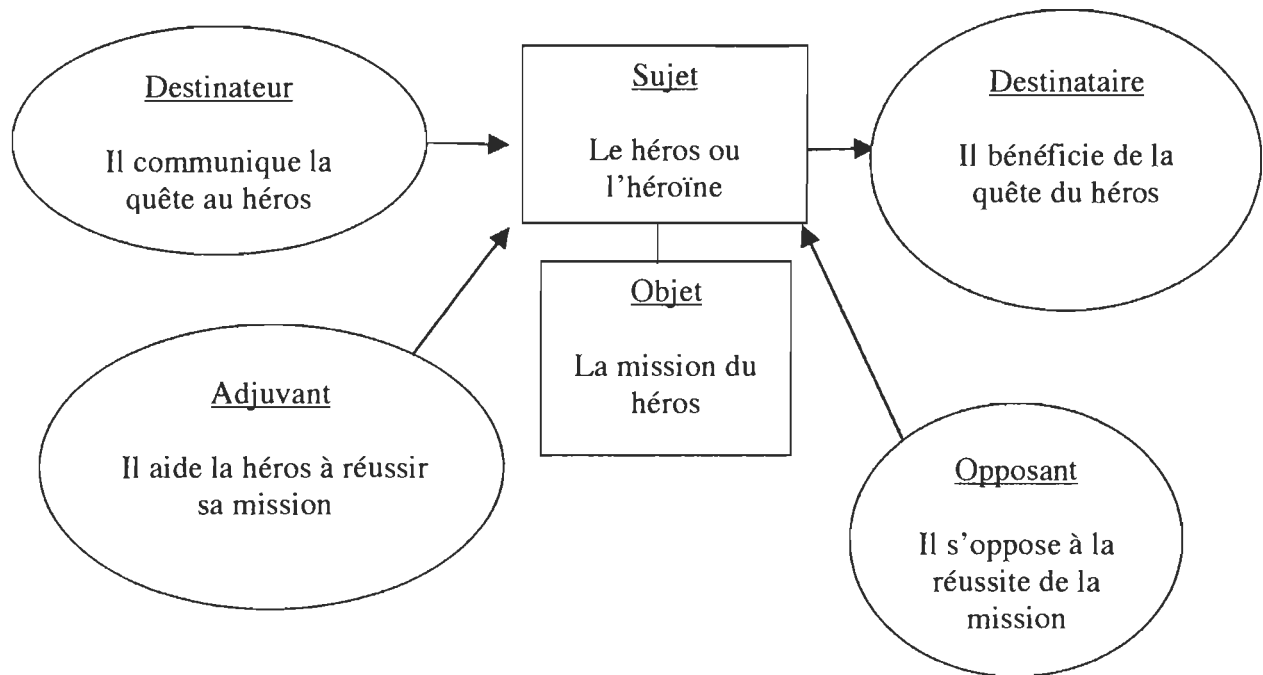 Destinateur
Il communique la
quête au héros
Sujet
Le héros ou
l'héroïne
Destinataire
Il bénéficie de la
quête du héros
Objet
La mission du
héros
Adjuvant
Il aide la héros à réussir
sa mission
Opposant
Il s'oppose à la
réussite de la
mission